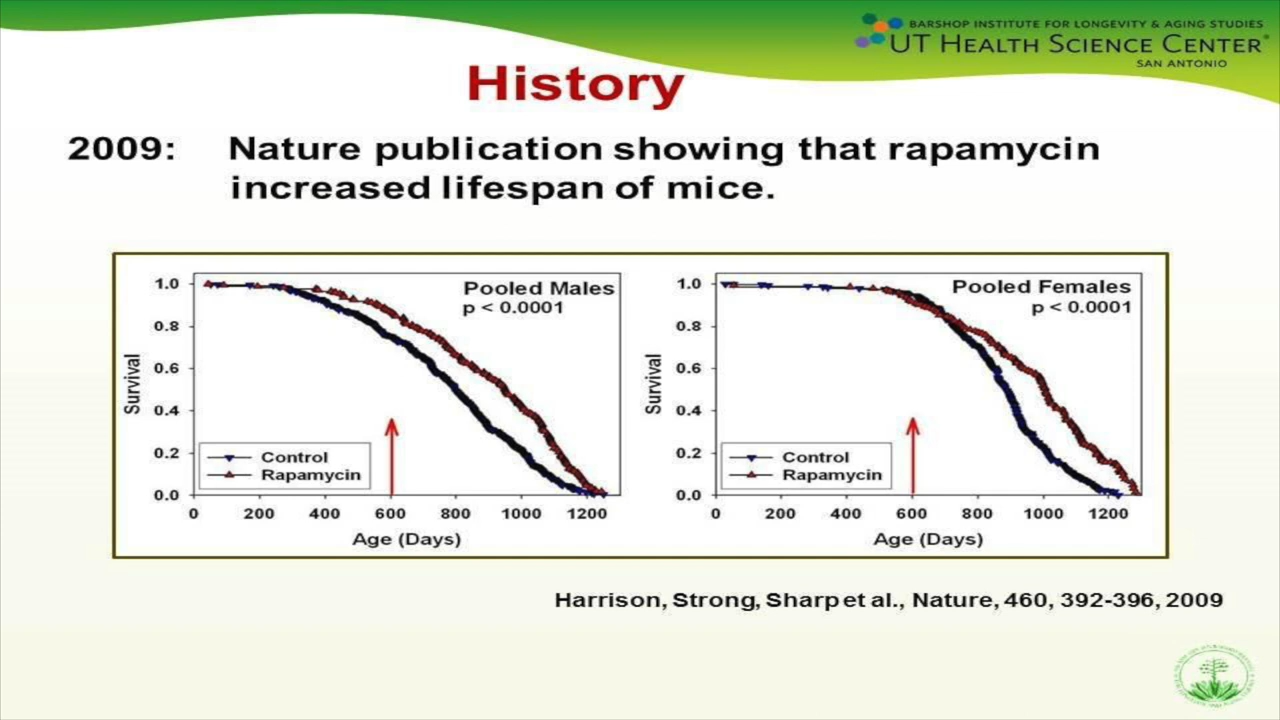 BARSHOP INSTITUTE FOR LONGEVITY & AGING STUDIES
UT HEALTH SCIENCE CENTER
SAN ANTONIO
History
2009: Nature publication showing that rapamycin
increased lifespan of mice.
Pooled Males
p < 0.0001
Survival
1.0
0.8
0.6
0.4
0.2
0.0
Control
Rapamycin
0 200 400 600 800 1000 1200
Age (Days)
Pooled Females
p < 0.0001
Survival
1.0
0.8
0.6
0.4
0.2
0.0
Control
Rapamycin
0 200 400 600 800 1000 1200
Age (Days)
Harrison, Strong, Sharp et al., Nature, 460, 392-396, 2009